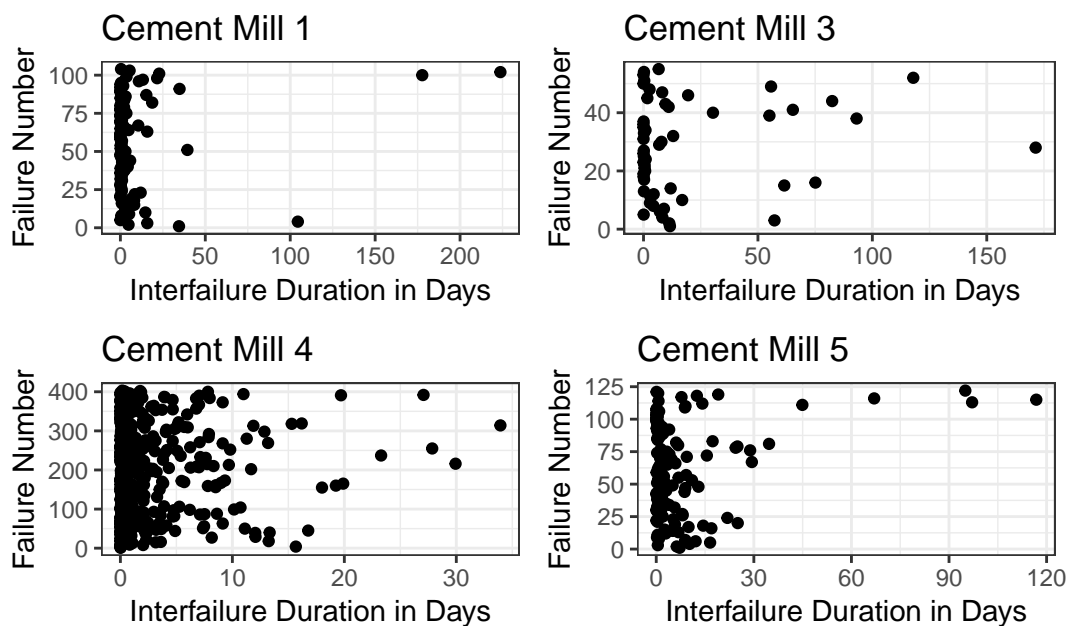 Cement Mill 1
Failure Number
100
75
50
25
0
0 50 100 150 200
Interfailure Duration in Days
Cement Mill 3
Failure Number
40
20
0
0 50 100 150
Interfailure Duration in Days
Cement Mill 4
Failure Number
400
300
200
100
0
0 10 20 30
Interfailure Duration in Days
Cement Mill 5
Failure Number
125
100
75
50
25
0
0 30 60 90 120
Interfailure Duration in Days